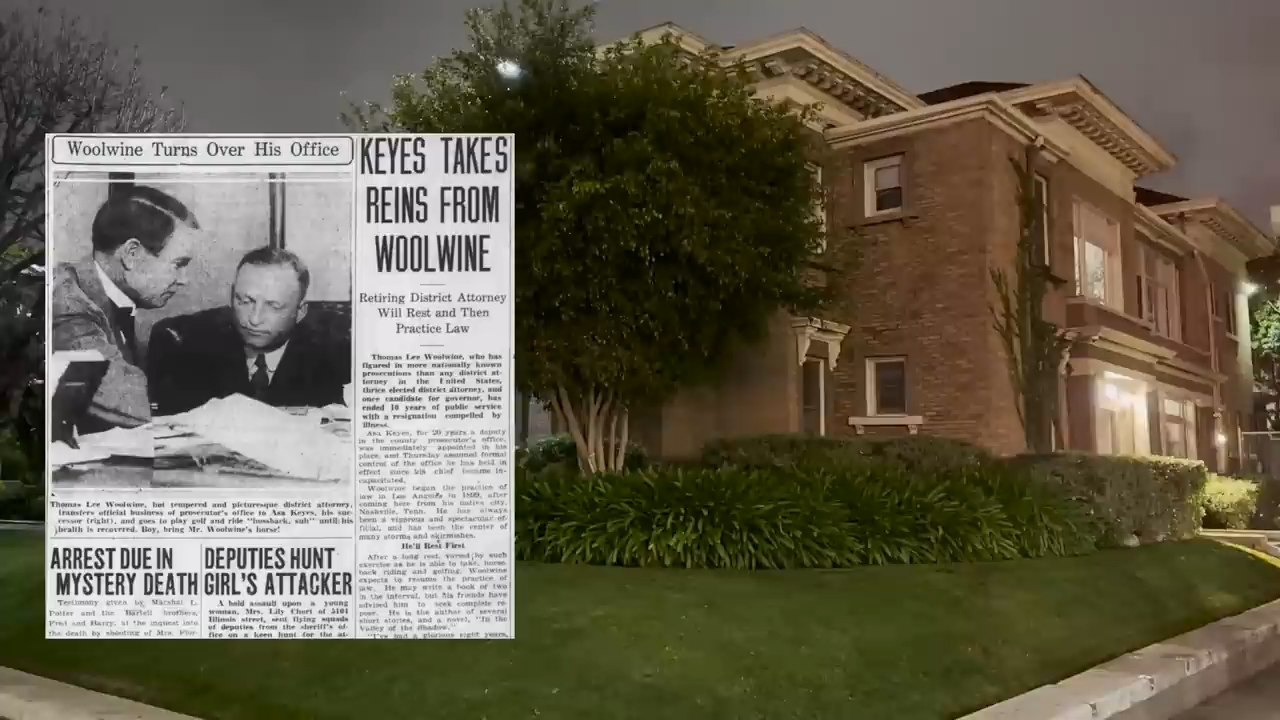 Woolwine Turns Over His Office
Thomas Lee Woolwine, hot tempered and picturesque district attorney,
transfers official business of prosecutor's office to Asa Keyes, his suc-
cessor (right), and goes to play golf and ride "hossback, suh" until his
health is recovered. Boy, bring Mr. Woolwine's horse!
ARREST DUE IN
MYSTERY DEATH
Testimony given by Marshal L.
Potter and the Bartell brothers,
Fred and Harry, at the inquest into
the death by shooting of Mrs. Flor-
DEPUTIES HUNT
GIRL'S ATTACKER
A bold assault upon a young
woman, Mrs. Lily Chort of 5101
Illinois street, sent flying squads
of deputies from the sheriff's of-
fice on a keen hunt for the at-
KEYES TAKES
REINS FROM
WOOLWINE
Retiring District Attorney
Will Rest and Then
Practice Law
Thomas Lee Woolwine, who has
figured in more nationally known
prosecutions than any district at-
torney in the United States,
thrice elected district attorney, and
once candidate for governor, has
ended 16 years of public service
with a resignation compelled by
illness.
Asa Keyes, for 20 years a deputy
in the county prosecutor's office,
was immediately appointed in his
place, and Thursday assumed formal
control of the office he has held in
effect since his chief became in-
capacitated.
Woolwine began the practice of
law in Los Angeles in 1899, after
coming here from his native city,
Nashville, Tenn. He has always
been a vigorous and spectacular of-
ficial, and has been the center of
many storms and skirmishes.
He'll Rest First
After a long rest, varied by such
exercise as he is able to take, horse-
back riding and golfing, Woolwine
expects to resume the practice of
law. He may write a book of two
in the interval, but his friends have
advised him to seek complete re-
pose. He is the author of several
short stories, and a novel, "In the
Valley of the Shadow."
"I've had a glorious eight years,